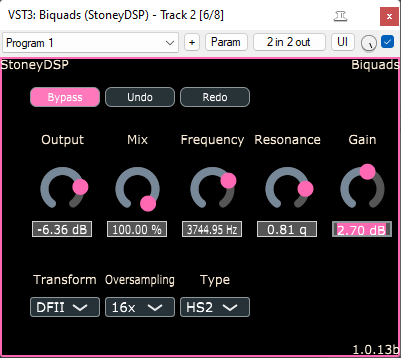 VST3: Biquads (StoneyDSP) - Track 2 [6/8]
Program 1
+
Param
2 in 2 out
UI
StoneyDSP
Biquads
Bypass
Undo
Redo
Output
Mix
Frequency
Resonance
Gain
-6.36 dB
100.00 %
3744.95 Hz
0.81 q
2.70 dB
Transform
Oversampling
Type
DFII
16x
HS2
1.0.13b